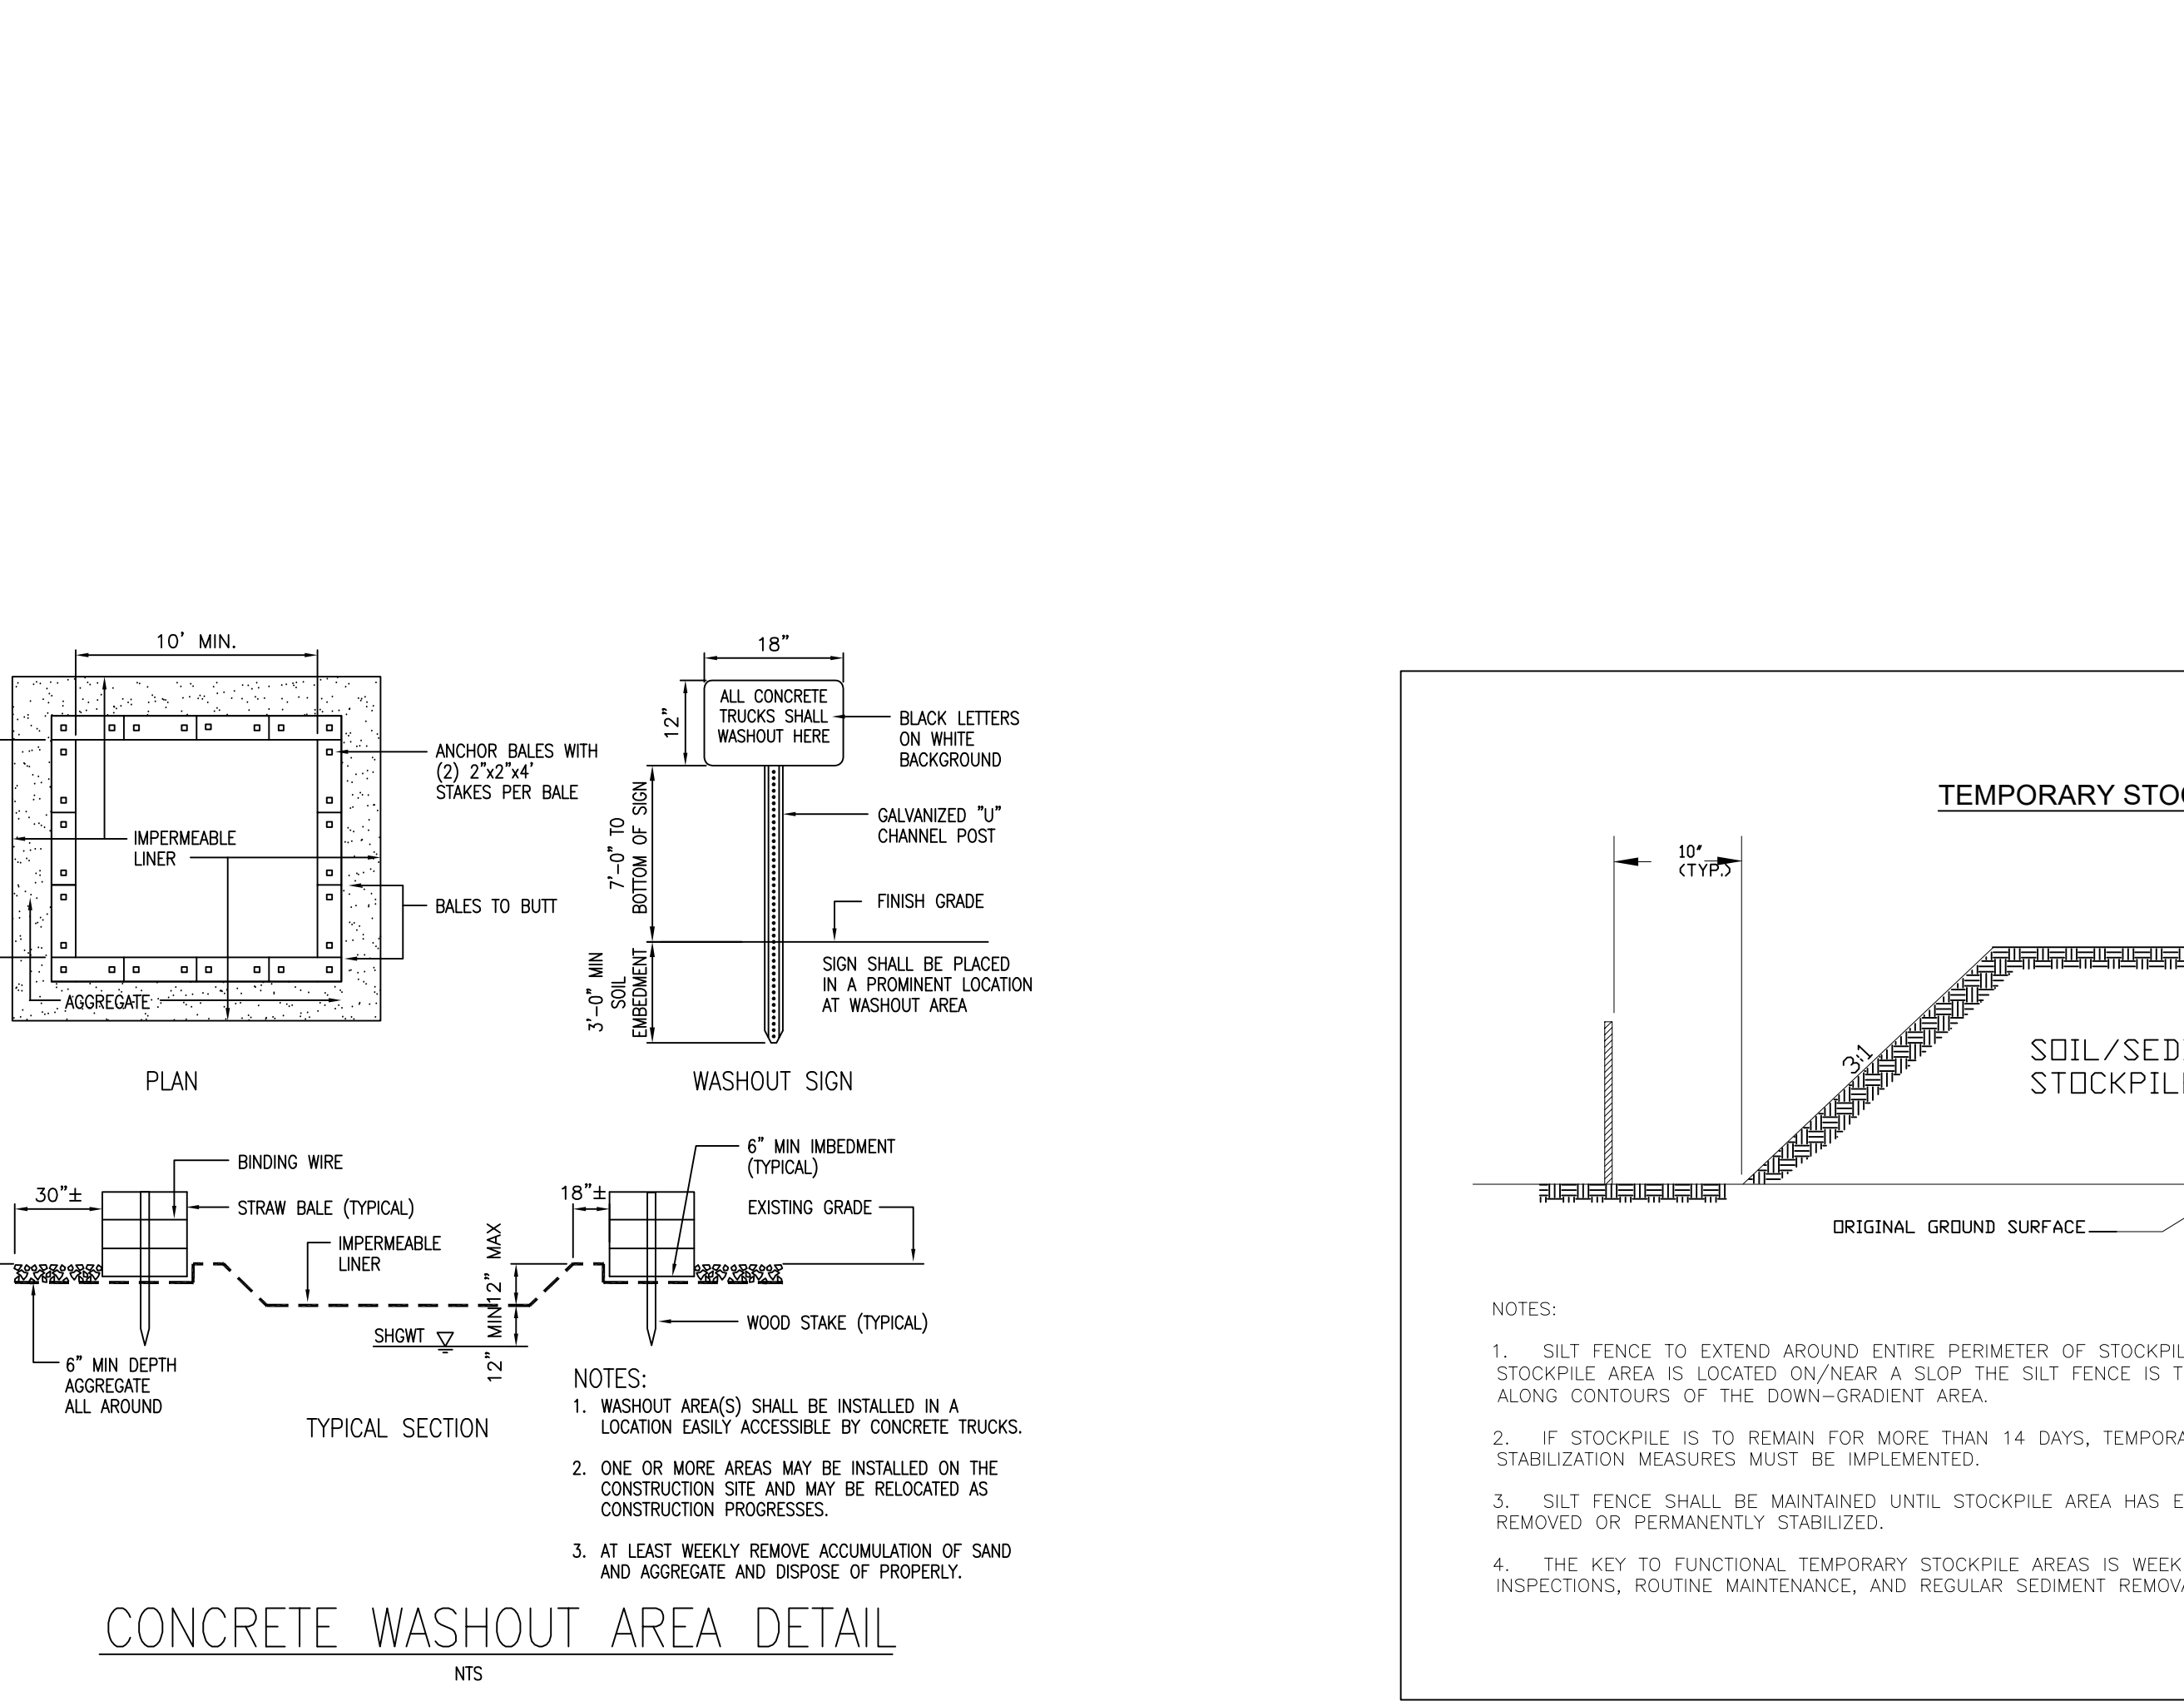 10' MIN.
ANCHOR BALES WITH
(2) 2"x2"x4'
STAKES PER BALE
IMPERMEABLE
LINER
BALES TO BUTT
AGGREGATE
PLAN
18"
12"
ALL CONCRETE
TRUCKS SHALL
WASHOUT HERE
BLACK LETTERS
ON WHITE
BACKGROUND
7'-0" TO
BOTTOM OF SIGN
GALVANIZED "U"
CHANNEL POST
FINISH GRADE
3'-0" MIN
SOIL
EMBEDMENT
SIGN SHALL BE PLACED
IN A PROMINENT LOCATION
AT WASHOUT AREA
WASHOUT SIGN
30"±
BINDING WIRE
STRAW BALE (TYPICAL)
IMPERMEABLE
LINER
18"±
6" MIN IMBEDMENT
(TYPICAL)
EXISTING GRADE
12" MAX
12" MIN
SHGWT
WOOD STAKE (TYPICAL)
6" MIN DEPTH
AGGREGATE
ALL AROUND
TYPICAL SECTION
NOTES:
1. WASHOUT AREA(S) SHALL BE INSTALLED IN A
LOCATION EASILY ACCESSIBLE BY CONCRETE TRUCKS.
2. ONE OR MORE AREAS MAY BE INSTALLED ON THE
CONSTRUCTION SITE AND MAY BE RELOCATED AS
CONSTRUCTION PROGRESSES.
3. AT LEAST WEEKLY REMOVE ACCUMULATION OF SAND
AND AGGREGATE AND DISPOSE OF PROPERLY.
CONCRETE WASHOUT AREA DETAIL
NTS
TEMPORARY
10"
(TYP.)
3:1
ORIGINAL GROUND SURFACE
NOTES:
1. SILT FENCE TO EXTEND AROUND ENTIRE PERIMETER OF
STOCKPILE AREA IS LOCATED ON/NEAR A SLOP THE SILT FENCE IS
ALONG CONTOURS OF THE DOWN-GRADIENT AREA.
2. IF STOCKPILE IS TO REMAIN FOR MORE THAN 14 DAYS,
STABILIZATION MEASURES MUST BE IMPLEMENTED.
3. SILT FENCE SHALL BE MAINTAINED UNTIL STOCKPILE AREA HAS
REMOVED OR PERMANENTLY STABILIZED.
4. THE KEY TO FUNCTIONAL TEMPORARY STOCKPILE AREAS IS
INSPECTIONS, ROUTINE MAINTENANCE, AND REGULAR SEDIMENT